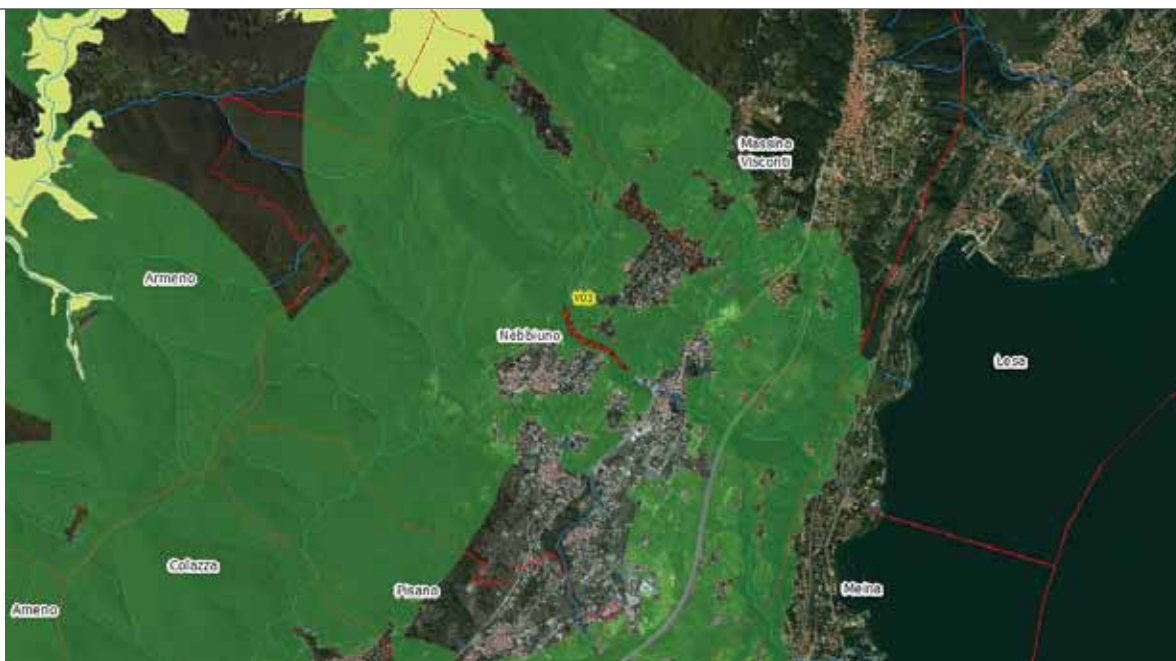 Massino
Visconti
Armeno
V03
Nebbiuno
Lesa
Colazza
Pisano
Meina
Ameno